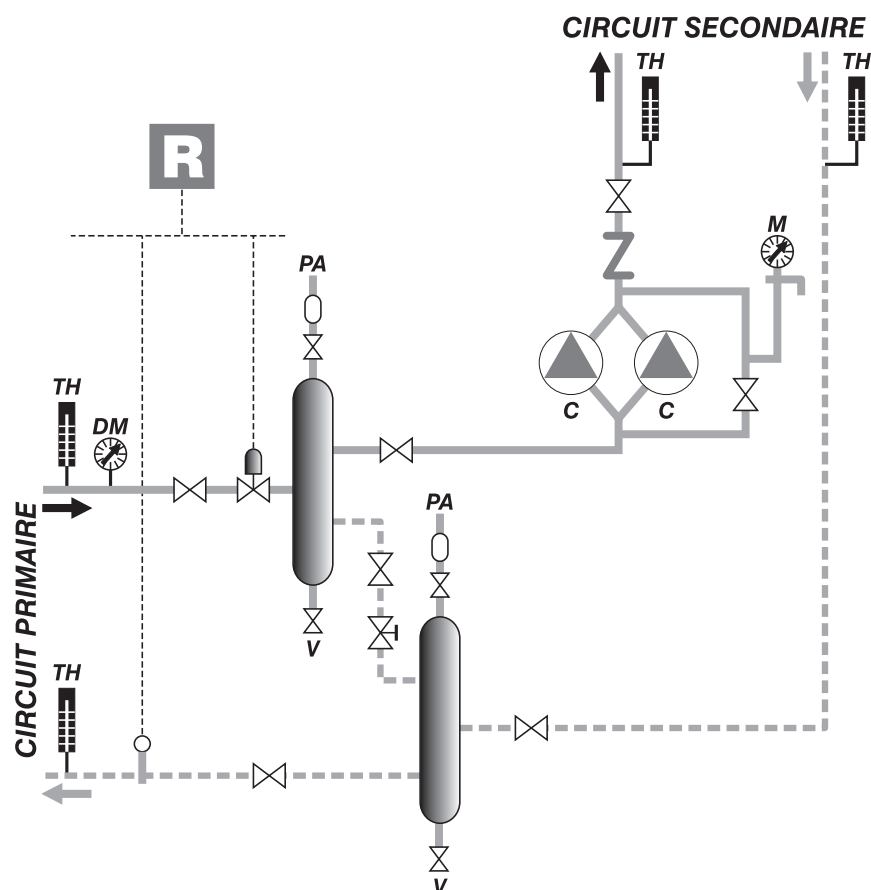 CIRCUIT SECONDAIRE
TH
TH
R
M
PA
TH
DM
C
C
PA
CIRCUIT PRIMAIRE
V
TH
V